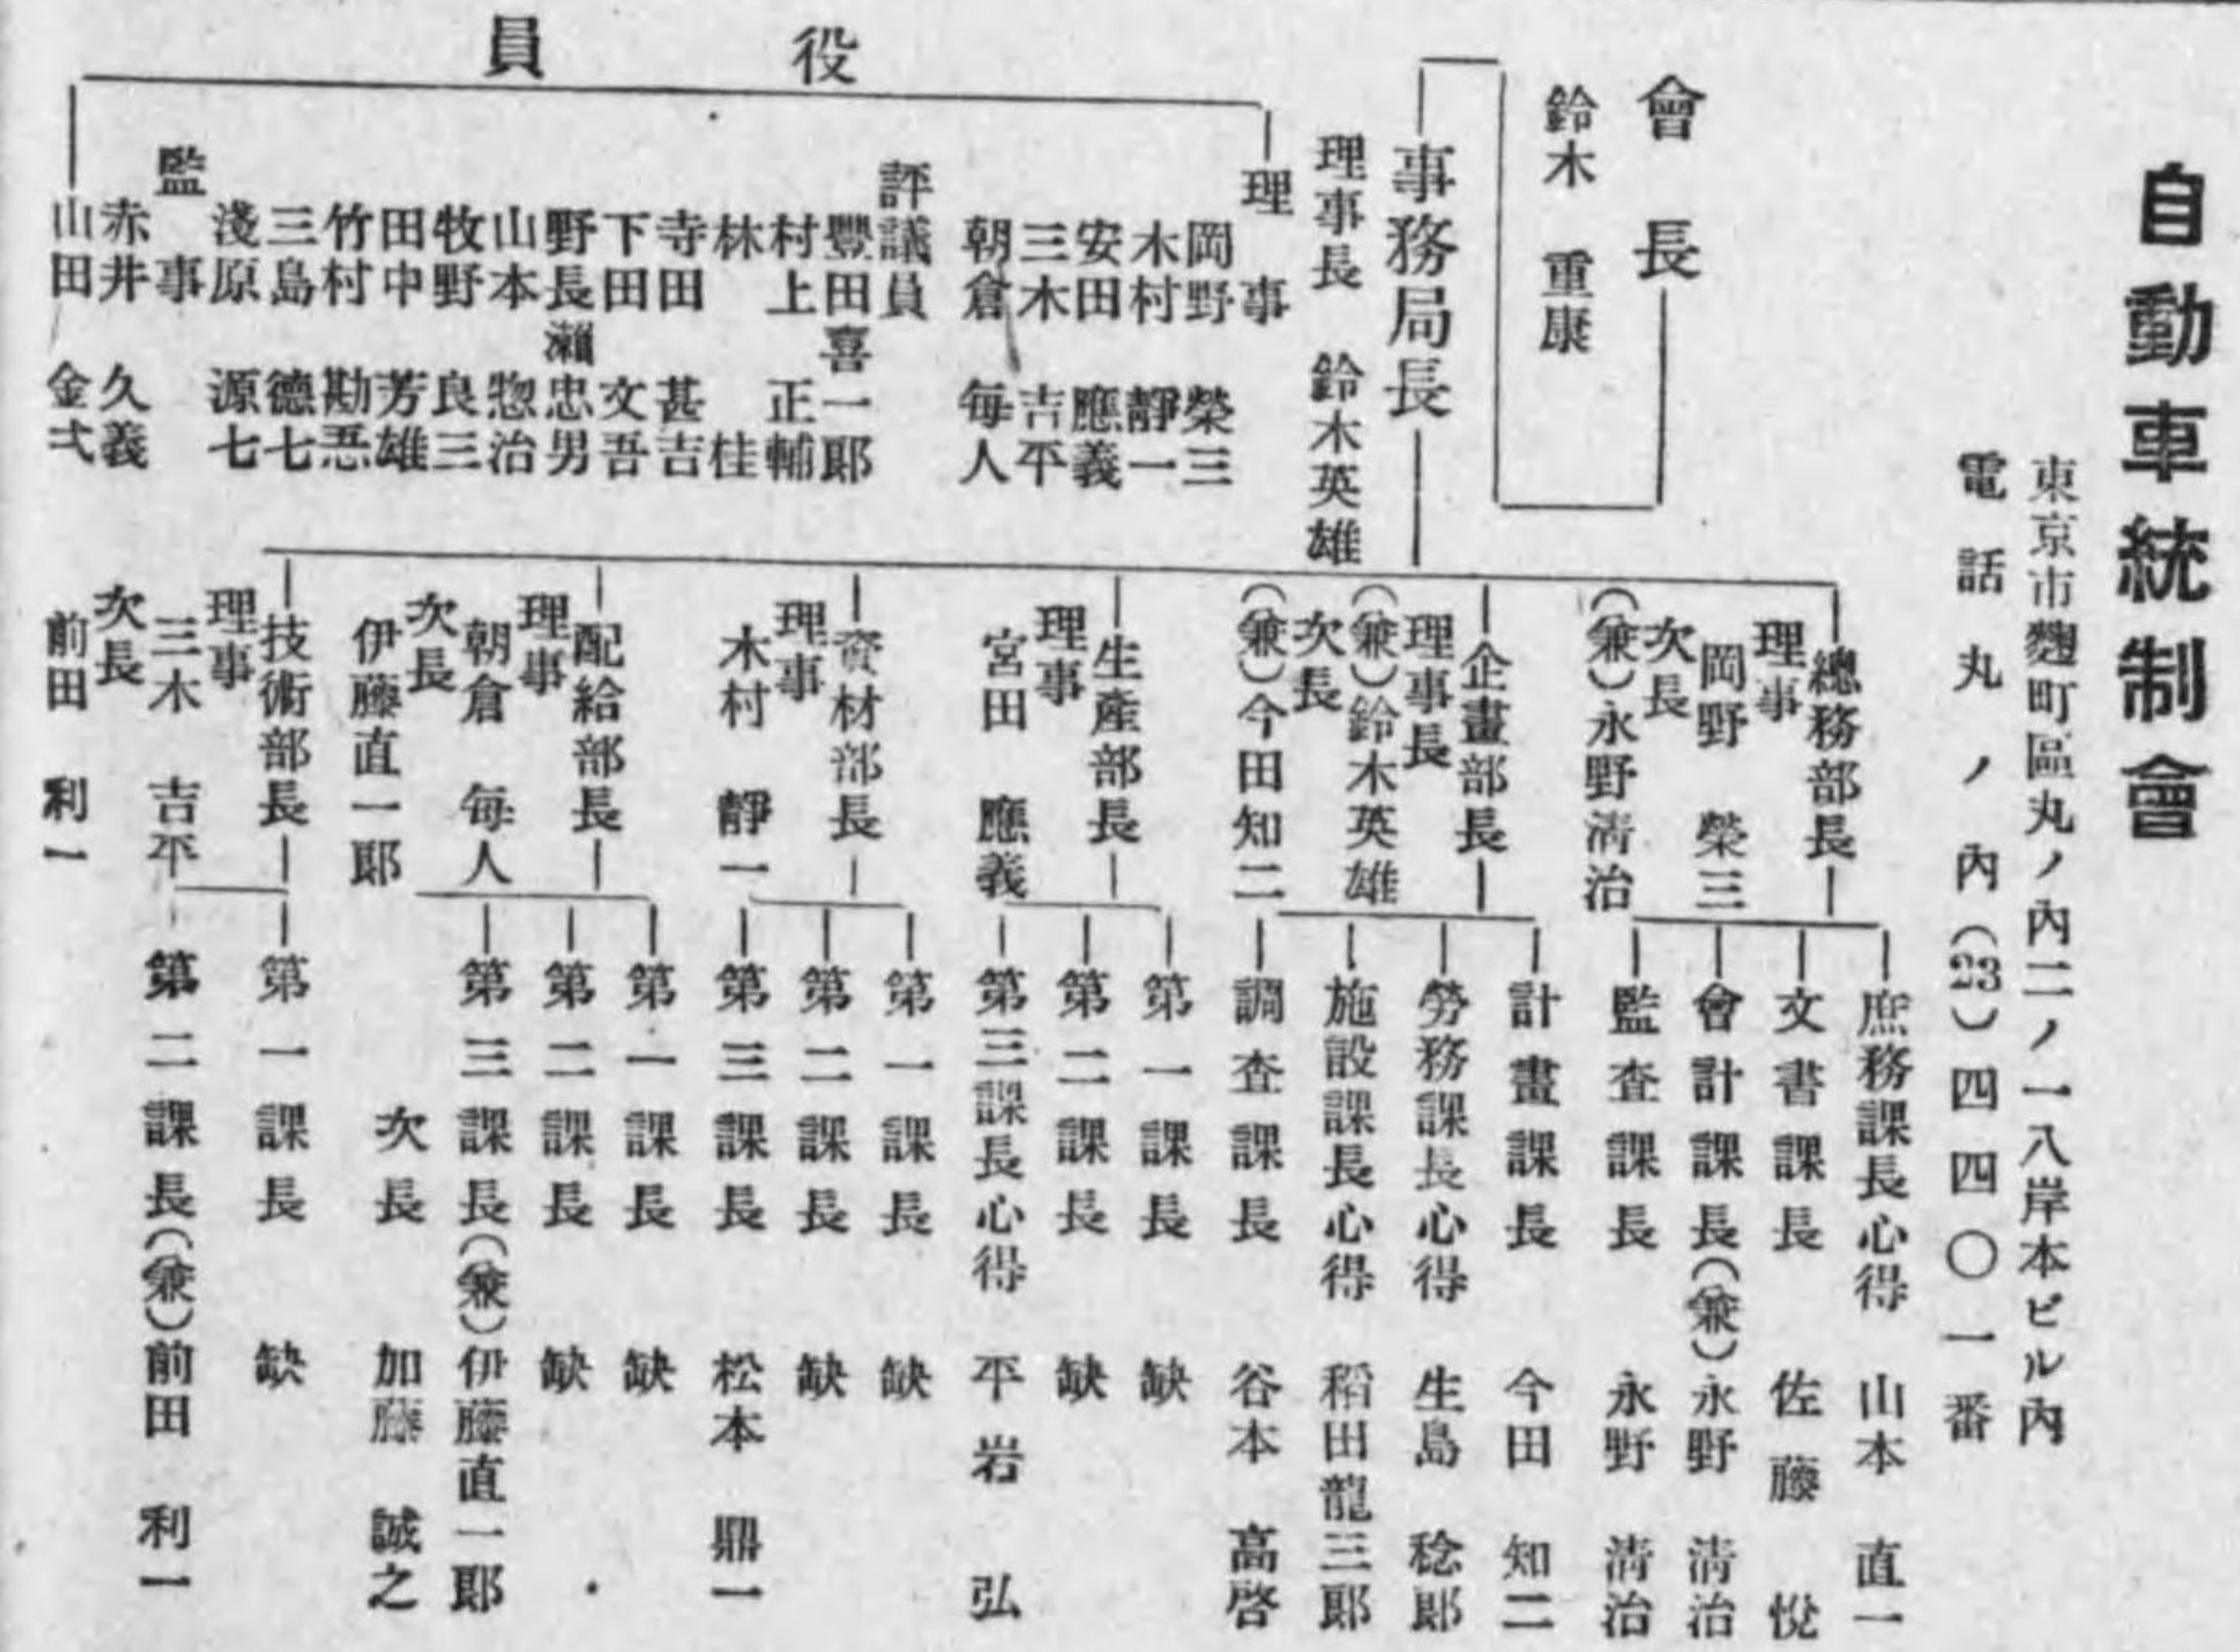 自動車統制會
東京市麴町區丸ノ內二ノ一八岸本ビル內
電話丸ノ內(23)四四〇一番
會長
鈴木 重康
事務局長
理事長 鈴木英雄
役員
理事
岡野 榮三
木村 靜一
安田 應義
三木 吉平
朝倉 每人
評議員
豐田喜一郞
村上 正輔
林 桂
寺田 甚吉
下田 文吾
野長瀨忠男
山本 惣治
牧野 良三
田中 芳雄
竹村 勘忢
三島 德七
淺原 源七
監事
赤井 久義
山田 金弌
總務部長
理事
岡野 榮三
次長
(兼)永野淸治
庶務課長心得 山本 直一
文書課長 佐藤 悅
會計課長(兼)永野 淸治
監査課長 永野 淸治
企畫部長
理事長
(兼)鈴木英雄
次長
(兼)今田知二
計畫課長 今田 知二
勞務課長心得 生島 稔郞
施設課長心得 稻田龍三郞
調査課長 谷本 高啓
生產部長
理事
宮田 應義
第一課長 缺
第二課長 缺
第三課長心得 平岩 弘
資材部長
理事
木村 靜一
第一課長 缺
第二課長 缺
第三課長 松本 鼎一
配給部長
理事
朝倉 每人
次長
伊藤直一郞
第一課長 缺
第二課長 缺
第三課長(兼)伊藤直一郞
次長 加藤 誠之
技術部長
理事
三木 吉平
次長
前田 利一
第一課長 缺
第二課長(兼)前田 利一